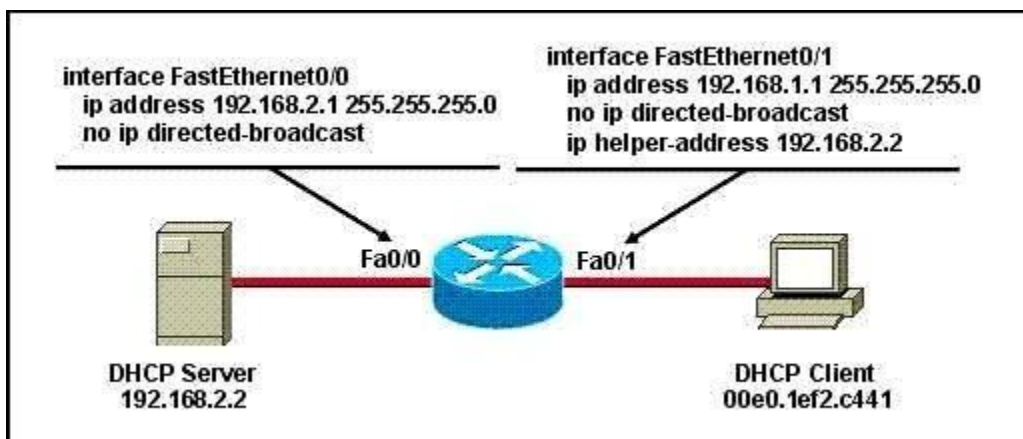 interface FastEthernet0/0
ip address 192.168.2.1 255.255.255.0
no ip directed-broadcast
interface FastEthernet0/1
ip address 192.168.1.1 255.255.255.0
no ip directed-broadcast
ip helper-address 192.168.2.2
Fa0/0
Fa0/1
DHCP Server
192.168.2.2
DHCP Client
00e0.1ef2.c441